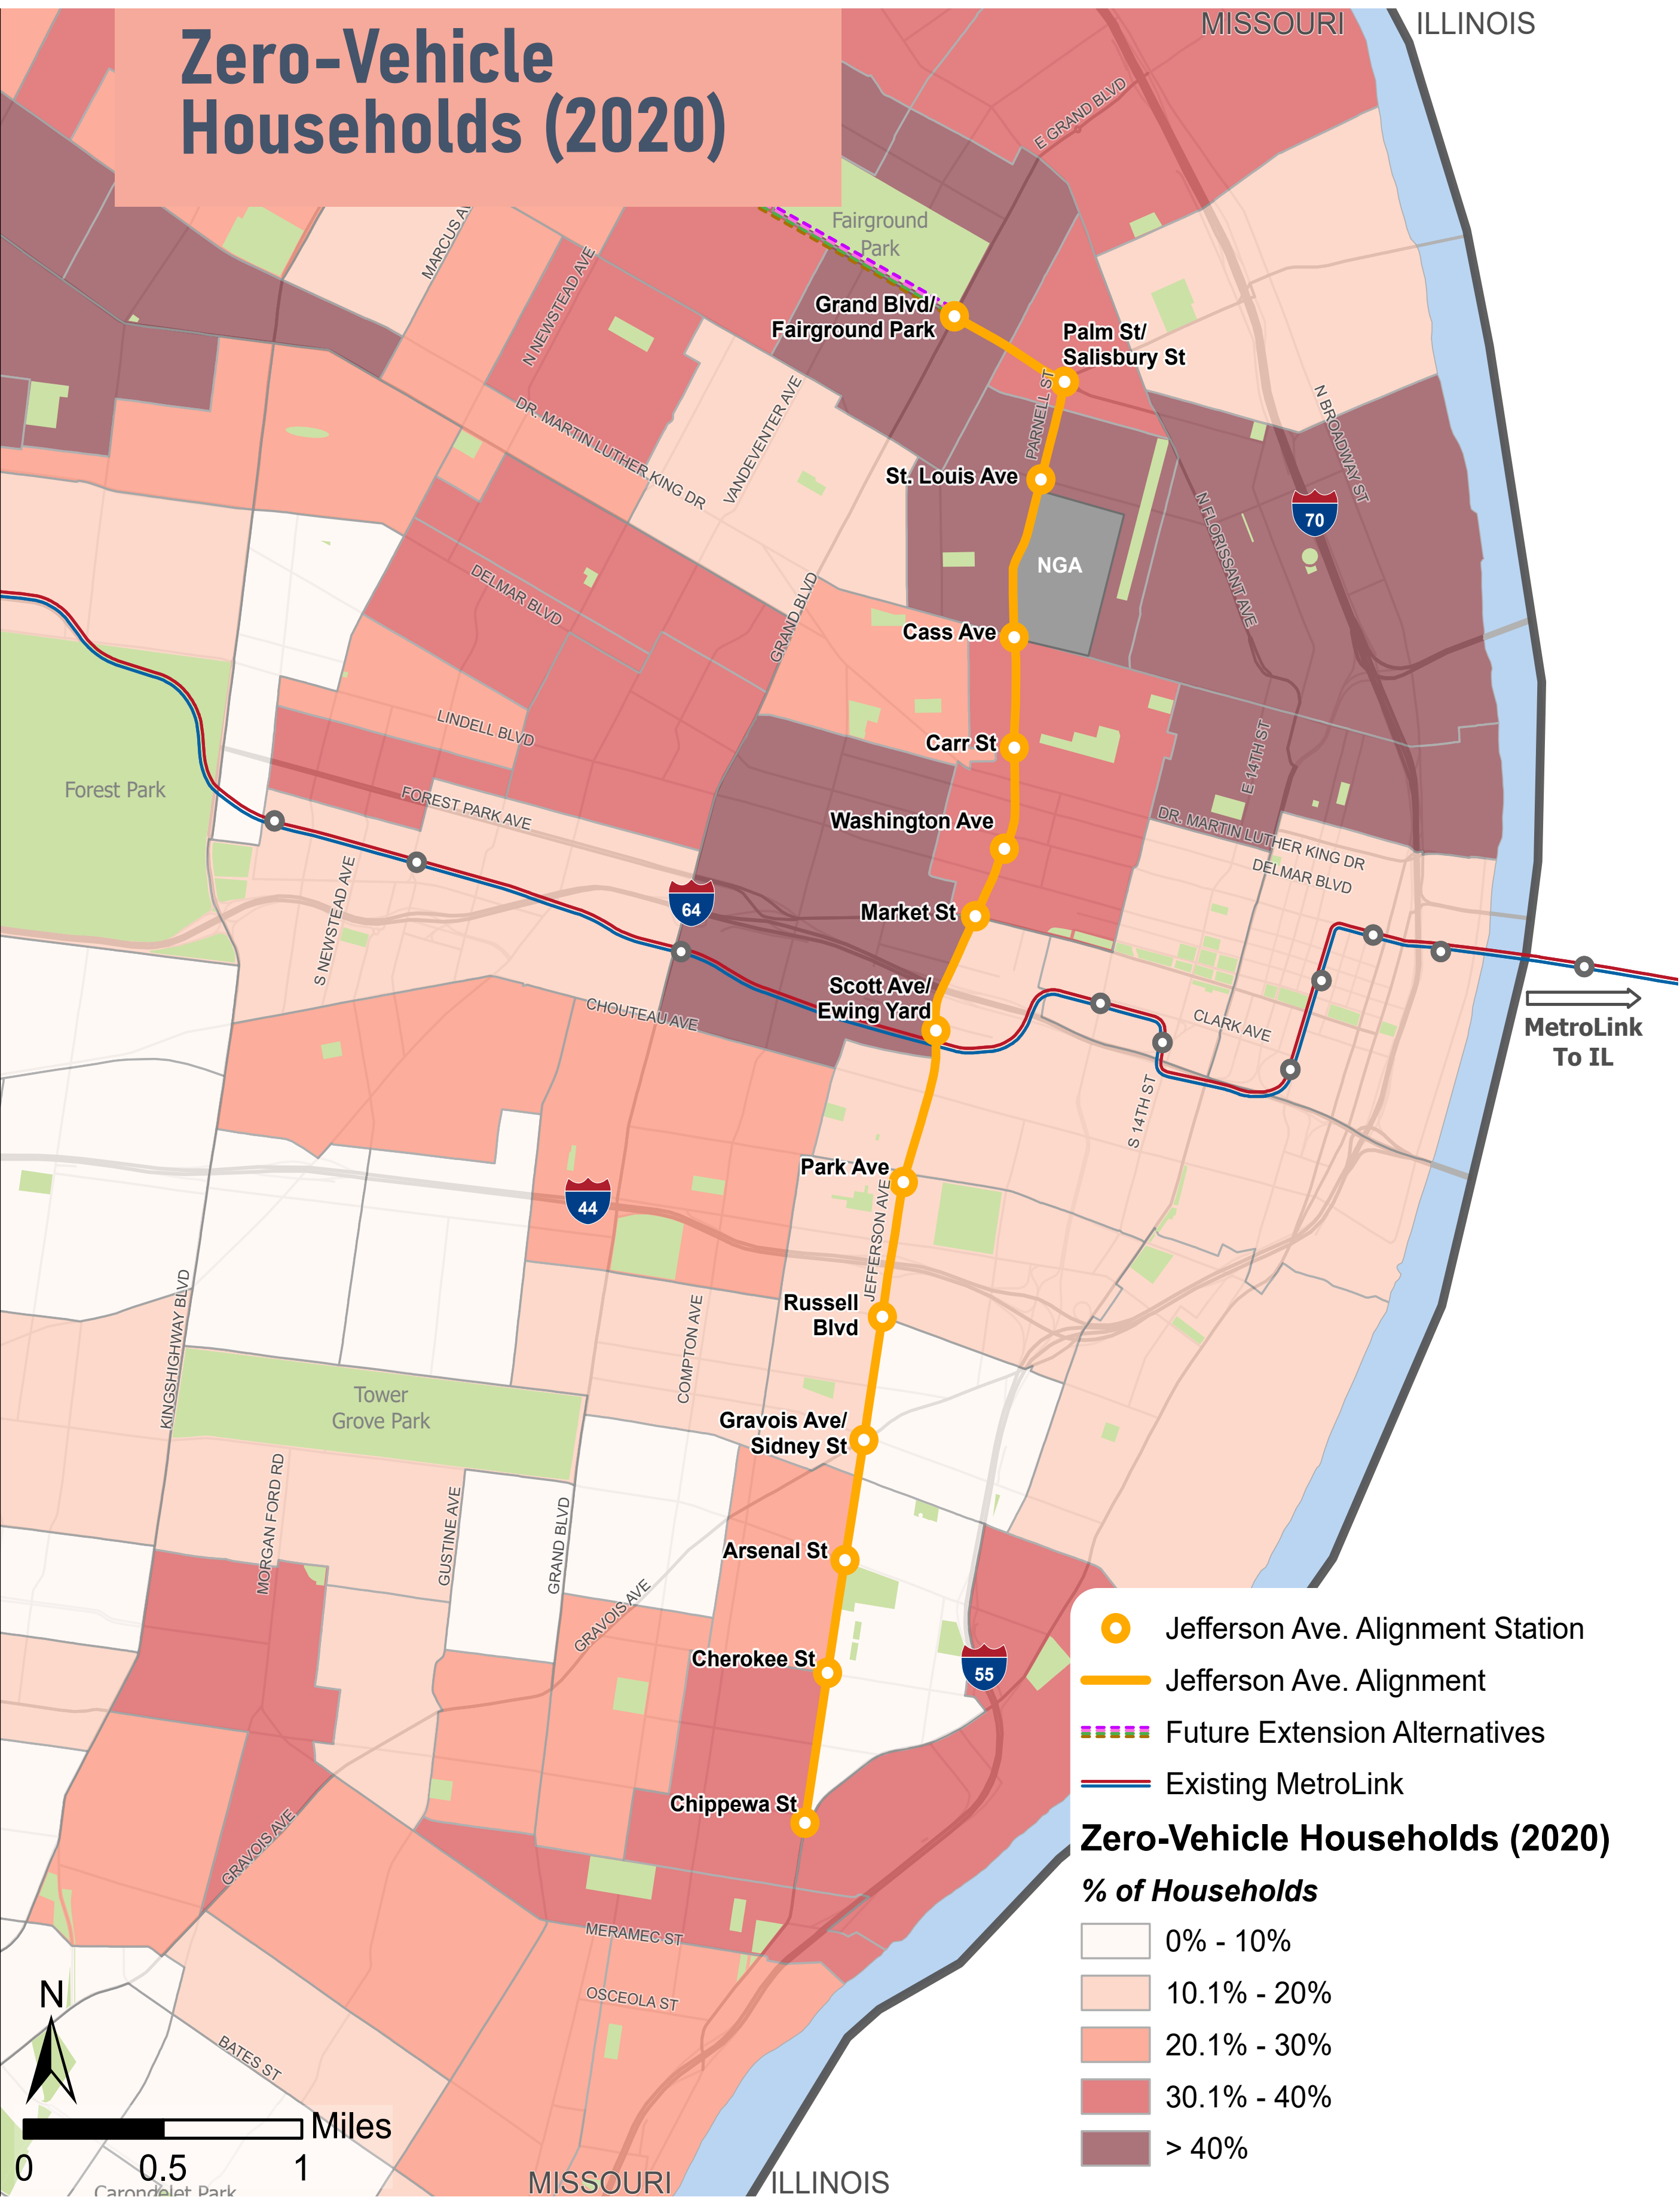 Zero-Vehicle
Households (2020)
MISSOURI
ILLINOIS
E GRAND BLVD
Fairground
Park
MARCUS AV
N NEWSTEAD AVE
Grand Blvd/
Fairground Park
Palm St/
Salisbury St
PARNELL ST
N BROADWAY ST
DR. MARTIN LUTHER KING DR
VANDEVENTER AVE
St. Louis Ave
70
N FLORISSANT AVE
NGA
DELMAR BLVD
GRAND BLVD
Cass Ave
LINDELL BLVD
Carr St
E 14TH ST
Forest Park
FOREST PARK AVE
Washington Ave
DR. MARTIN LUTHER KING DR
DELMAR BLVD
S NEWSTEAD AVE
64
Market St
Scott Ave/
Ewing Yard
CHOUTEAU AVE
CLARK AVE
MetroLink
To IL
S 14TH ST
Park Ave
44
JEFFERSON AVE
Russell
Blvd
KINGSHIGHWAY BLVD
COMPTON AVE
Tower
Grove Park
Gravois Ave/
Sidney St
MORGAN FORD RD
GUSTINE AVE
GRAND BLVD
Arsenal St
GRAVOIS AVE
Cherokee St
55
Chippewa St
GRAVOIS AVE
MERAMEC ST
OSCEOLA ST
BATES ST
Jefferson Ave. Alignment Station
Jefferson Ave. Alignment
Future Extension Alternatives
Existing MetroLink
Zero-Vehicle Households (2020)
% of Households
0% - 10%
10.1% - 20%
20.1% - 30%
30.1% - 40%
> 40%
N
Miles
0 0.5 1
Carondelet Park
MISSOURI
ILLINOIS